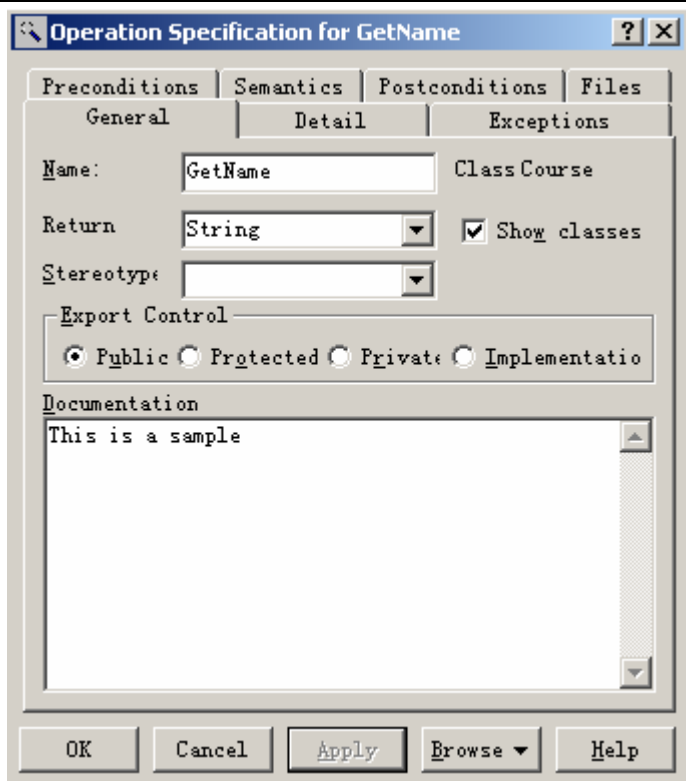 Operation Specification for GetName
Preconditions Semantics Postconditions Files
General Detail Exceptions
Name: GetName Class Course
Return String Show classes
Stereotype
Export Control
Public Protected Private Implementatio
Documentation
This is a sample
OK Cancel Apply Browse Help